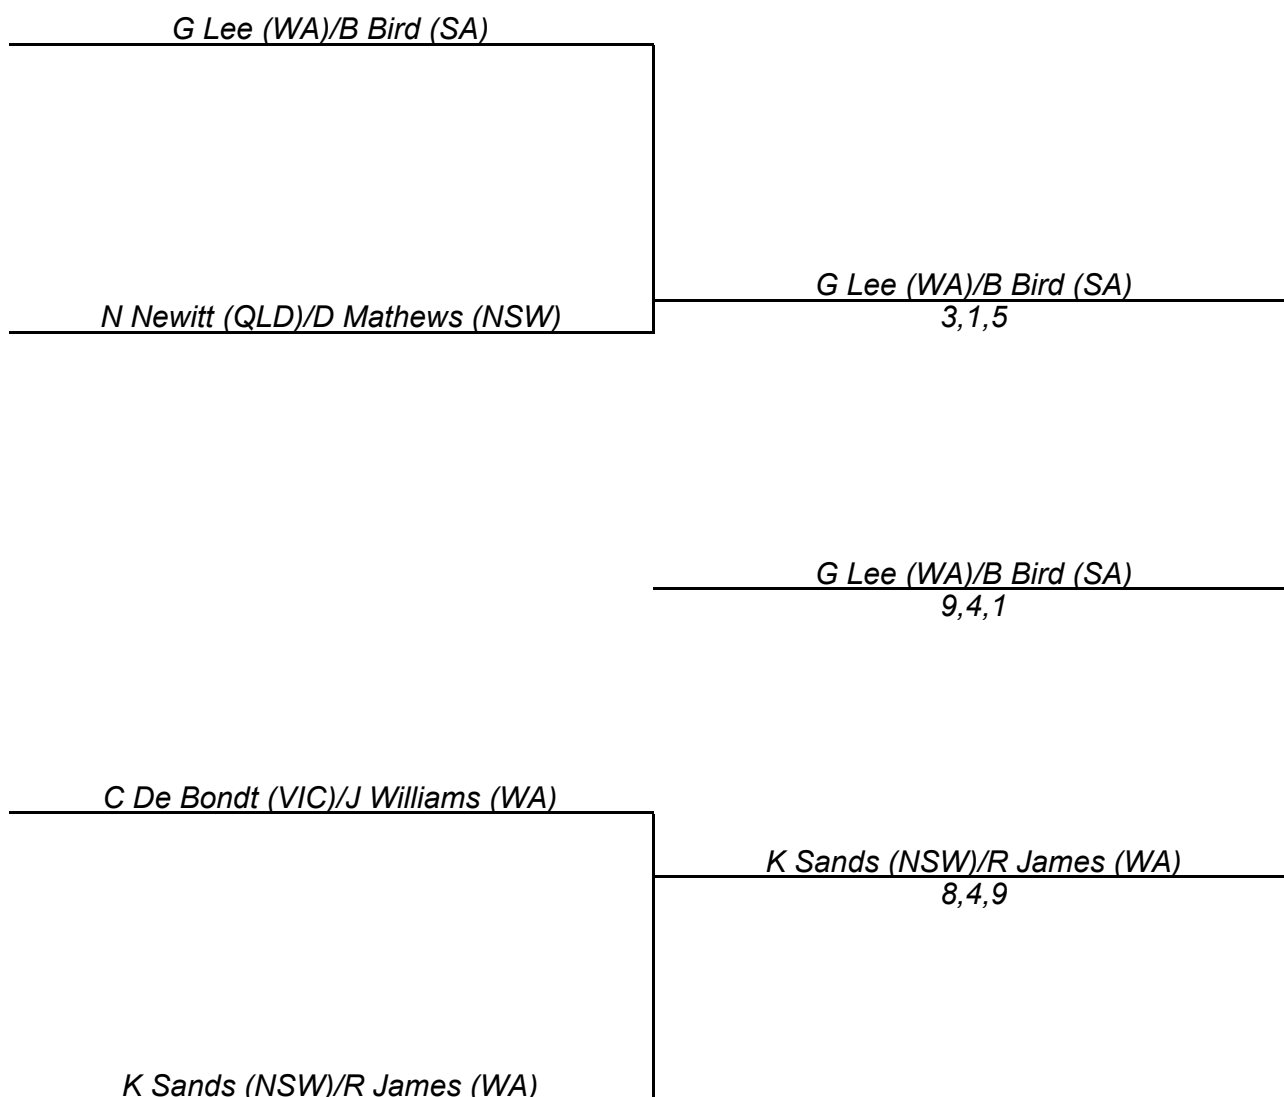 G Lee (WA)/B Bird (SA)
G Lee (WA)/B Bird (SA)
N Newitt (QLD)/D Mathews (NSW)
3,1,5
G Lee (WA)/B Bird (SA)
9,4,1
C De Bondt (VIC)/J Williams (WA)
K Sands (NSW)/R James (WA)
8,4,9
K Sands (NSW)/R James (WA)